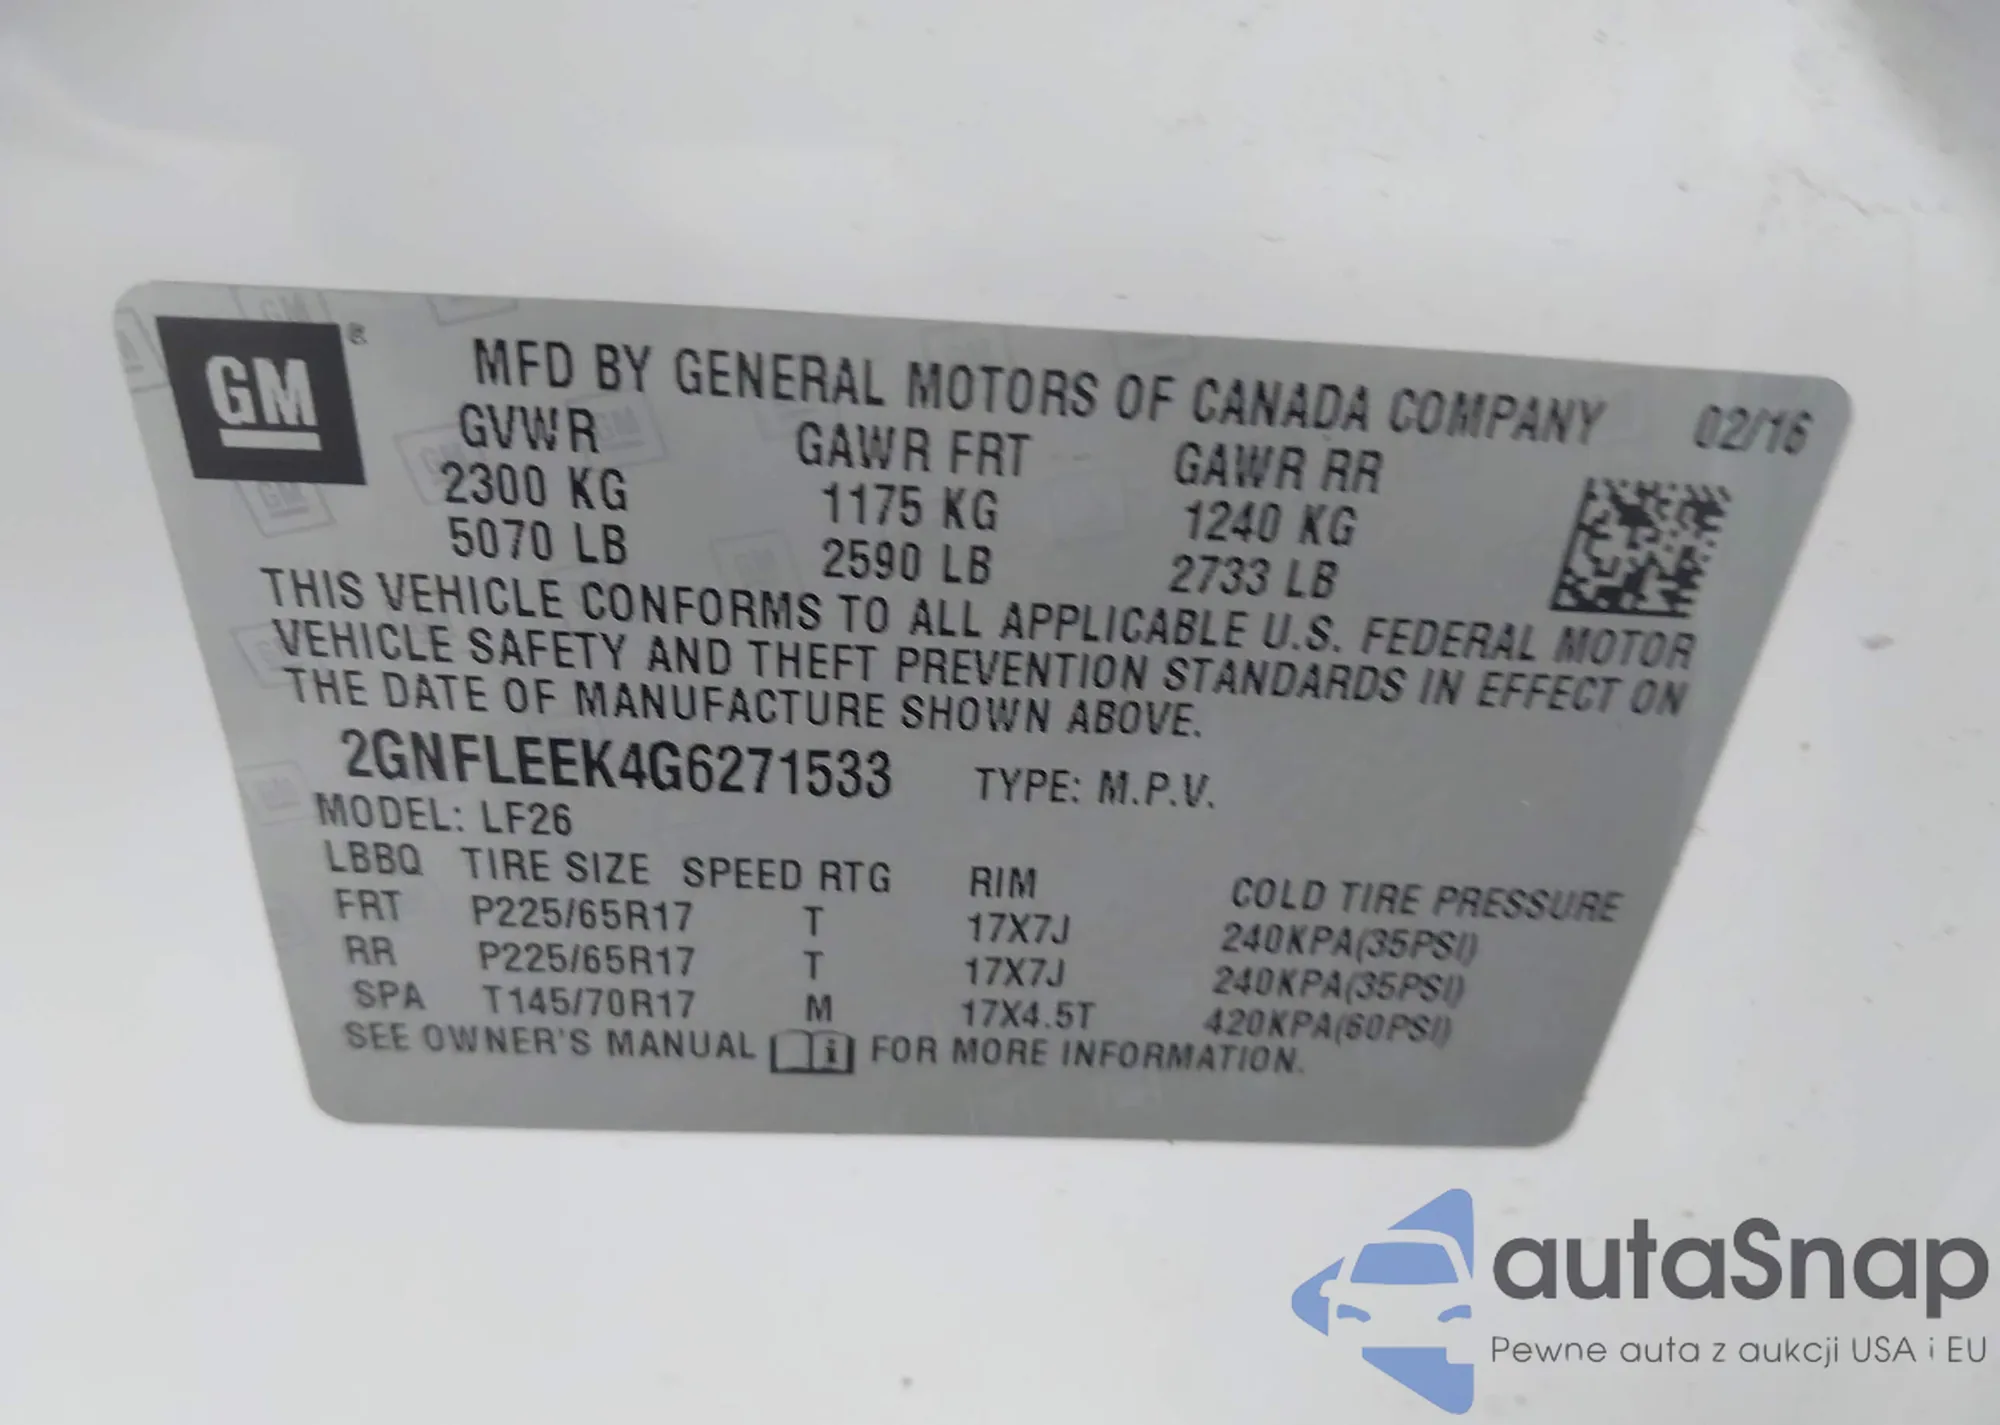 GM ®
MFD BY GENERAL MOTORS OF CANADA COMPANY 02/16
GVWR GAWR FRT GAWR RR
2300 KG 1175 KG 1240 KG
5070 LB 2590 LB 2733 LB
THIS VEHICLE CONFORMS TO ALL APPLICABLE U.S. FEDERAL MOTOR
VEHICLE SAFETY AND THEFT PREVENTION STANDARDS IN EFFECT ON
THE DATE OF MANUFACTURE SHOWN ABOVE.
2GNFLEEK4G6271533 TYPE: M.P.V.
MODEL: LF26
LBBQ TIRE SIZE SPEED RTG RIM COLD TIRE PRESSURE
FRT P225/65R17 T 17X7J 240KPA(35PSI)
RR P225/65R17 T 17X7J 240KPA(35PSI)
SPA T145/70R17 M 17X4.5T 420KPA(60PSI)
SEE OWNER'S MANUAL i FOR MORE INFORMATION.
autaSnap
Pewne auta z aukcji USA i EU